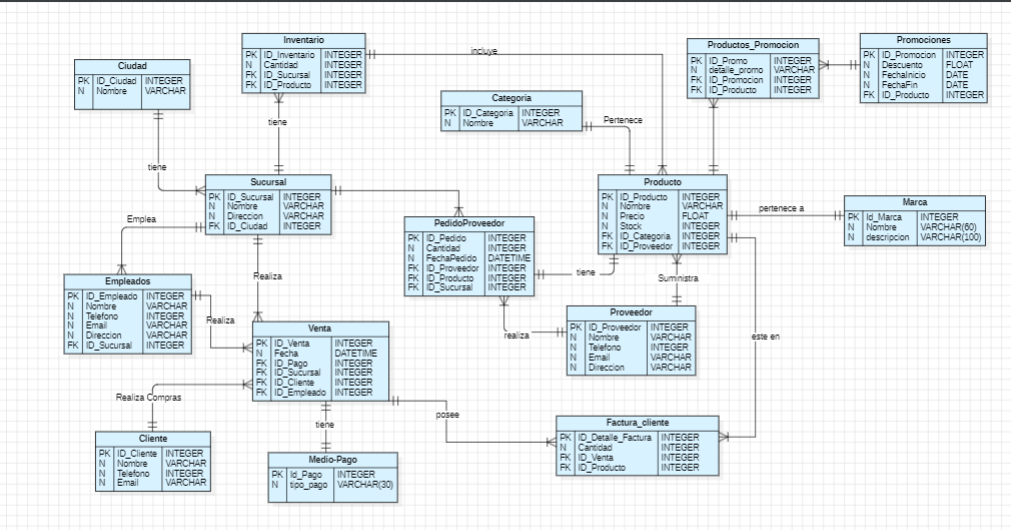 Inventario
PK ID_Inventario INTEGER
N Cantidad INTEGER
FK ID_Sucursal INTEGER
FK ID_Producto INTEGER
incluye
Productos_Promocion
PK ID_Promo INTEGER
N detalle_promo VARCHAR
FK ID_Promocion INTEGER
FK ID_Producto INTEGER
Promociones
PK ID_Promocion INTEGER
N Descuento FLOAT
N FechaInicio DATE
N FechaFin DATE
FK ID_Producto INTEGER
Ciudad
PK ID_Ciudad INTEGER
N Nombre VARCHAR
Categoria
PK ID_Categoria INTEGER
N Nombre VARCHAR
Pertenece
tiene
tiene
Sucursal
PK ID_Sucursal INTEGER
N Nombre VARCHAR
N Direccion VARCHAR
FK ID_Ciudad INTEGER
Producto
PK ID_Producto INTEGER
N Nombre VARCHAR
N Precio FLOAT
N Stock INTEGER
FK ID_Categoria INTEGER
FK ID_Proveedor INTEGER
pertenece a
Marca
PK Id_Marca INTEGER
N Nombre VARCHAR(60)
N descripcion VARCHAR(100)
Emplea
PedidoProveedor
PK ID_Pedido INTEGER
N Cantidad INTEGER
N FechaPedido DATETIME
FK ID_Proveedor INTEGER
FK ID_Producto INTEGER
FK ID_Sucursal INTEGER
tiene
Suministra
Realiza
Empleados
PK ID_Empleado INTEGER
N Nombre VARCHAR
N Telefono INTEGER
N Email VARCHAR
N Direccion VARCHAR
FK ID_Sucursal INTEGER
Realiza
Proveedor
PK ID_Proveedor INTEGER
N Nombre VARCHAR
N Telefono INTEGER
N Email VARCHAR
N Direccion VARCHAR
realiza
este en
Venta
PK ID_Venta INTEGER
N Fecha DATETIME
FK ID_Pago INTEGER
FK ID_Sucursal INTEGER
FK ID_Cliente INTEGER
FK ID_Empleado INTEGER
Realiza Compras
posee
tiene
Factura_cliente
PK ID_Detalle_Factura INTEGER
N Cantidad INTEGER
FK ID_Venta INTEGER
FK ID_Producto INTEGER
Cliente
PK ID_Cliente INTEGER
N Nombre VARCHAR
N Telefono INTEGER
N Email VARCHAR
Medio-Pago
PK Id_Pago INTEGER
N tipo_pago VARCHAR(30)